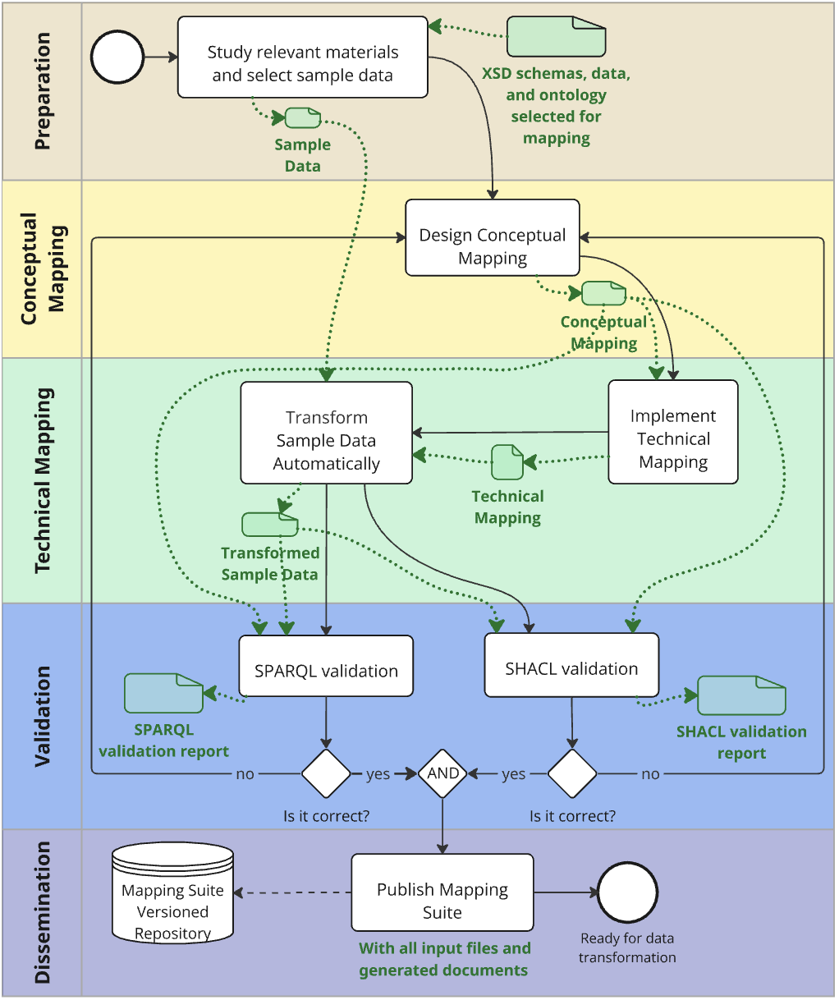 Preparation
Study relevant materials
and select sample data
XSD schemas, data,
and ontology
selected for
mapping
Sample
Data
Conceptual
Mapping
Design Conceptual
Mapping
Conceptual
Mapping
Technical Mapping
Transform
Sample Data
Automatically
Implement
Technical
Mapping
Technical
Mapping
Transformed
Sample Data
Validation
SPARQL validation
SHACL validation
SPARQL
validation report
SHACL validation
report
no
yes
AND
yes
no
Is it correct?
Is it correct?
Dissemination
Mapping Suite
Versioned
Repository
Publish Mapping
Suite
With all input files and
generated documents
Ready for data
transformation